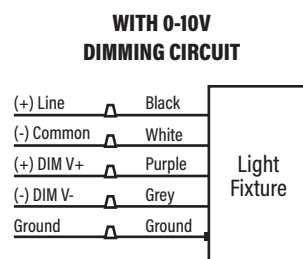 WITH 0-10V
DIMMING CIRCUIT
(+) Line Black
(-) Common White
(+) DIM V+ Purple
(-) DIM V- Grey
Ground Ground
Light
Fixture